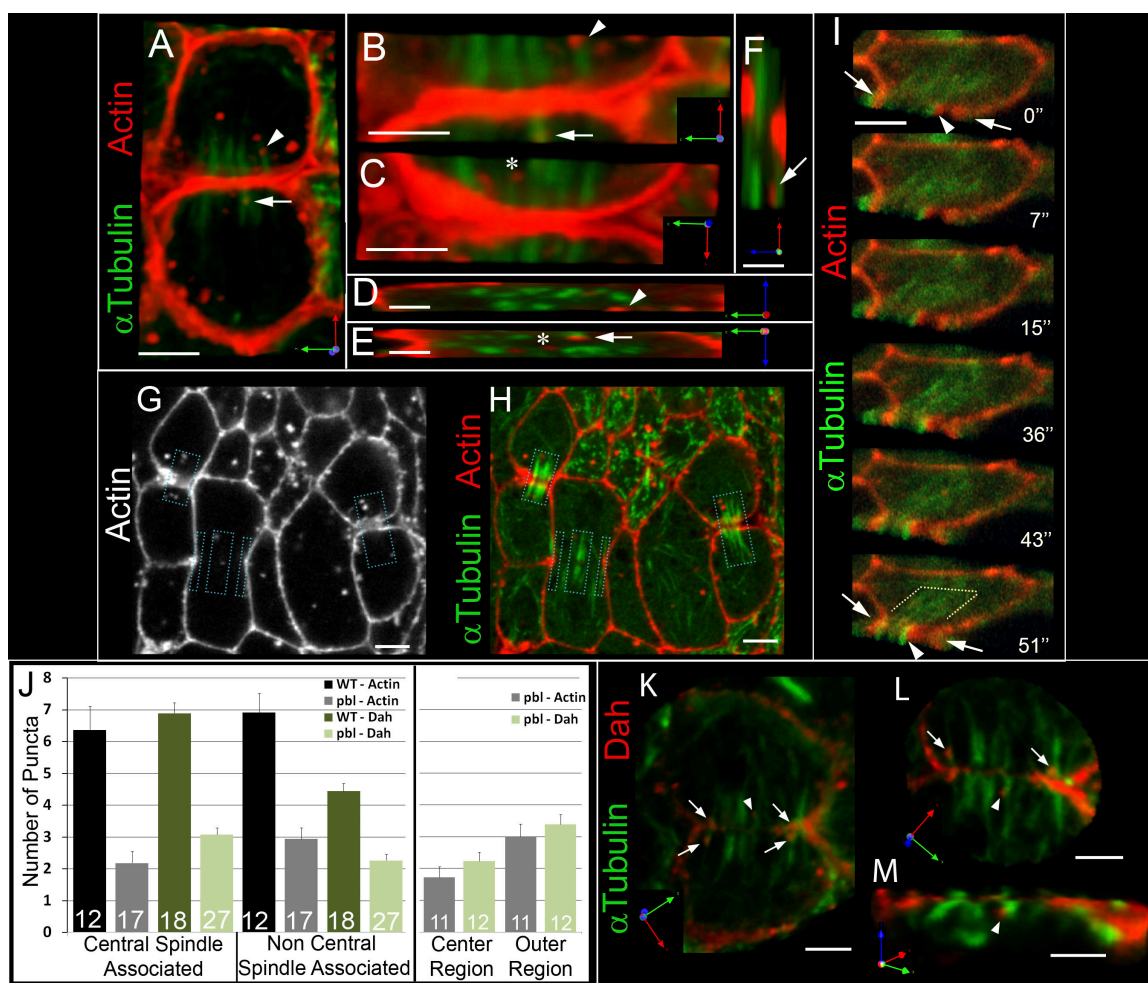 A
Actin
αTubulin
B
C
D
E
F
G
Actin
H
Actin
αTubulin
I
Actin
αTubulin
0’’
7’’
15’’
36’’
43’’
51’’
J
Number of Puncta
8
7
6
5
4
3
2
1
0
WT - Actin
pbl - Actin
WT - Dah
pbl - Dah
pbl - Actin
pbl - Dah
12 17 18 27 12 17 18 27 11 12 11 12
Central Spindle
Associated
Non Central
Spindle Associated
Center
Region
Outer
Region
K
Dah
αTubulin
L
M